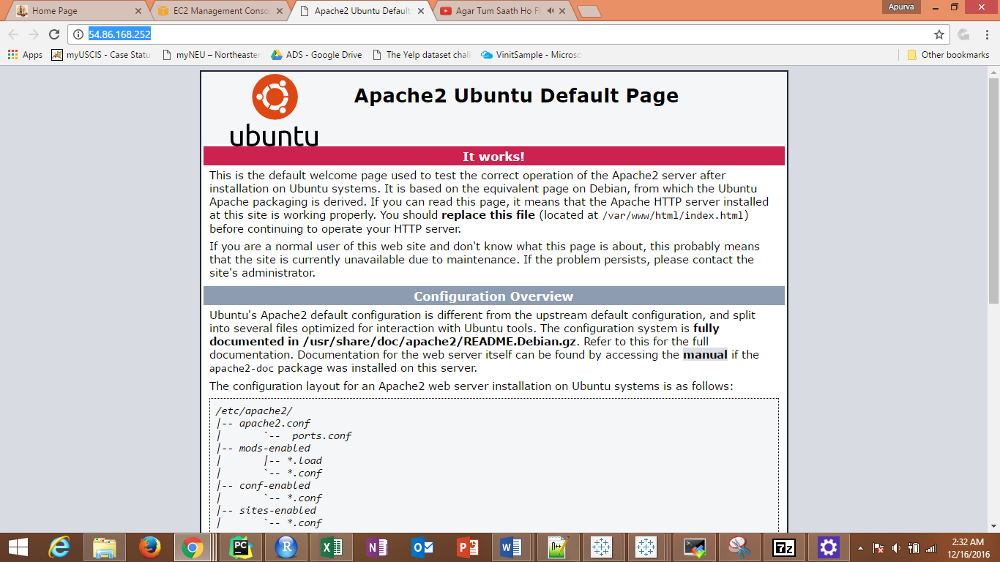 Home Page
EC2 Management Conso
Apache2 Ubuntu Default
Agar Tum Saath Ho F
Apurva
54.86.168.252
Apps
myUSCIS - Case Statu
myNEU – Northeaster
ADS - Google Drive
The Yelp dataset chal
VinitSample - Micros
Other bookmarks
ubuntu
Apache2 Ubuntu Default Page
It works!
This is the default welcome page used to test the correct operation of the Apache2 server after
installation on Ubuntu systems. It is based on the equivalent page on Debian, from which the Ubuntu
Apache packaging is derived. If you can read this page, it means that the Apache HTTP server installed
at this site is working properly. You should replace this file (located at /var/www/html/index.html)
before continuing to operate your HTTP server.
If you are a normal user of this web site and don't know what this page is about, this probably means
that the site is currently unavailable due to maintenance. If the problem persists, please contact the
site's administrator.
Configuration Overview
Ubuntu's Apache2 default configuration is different from the upstream default configuration, and split
into several files optimized for interaction with Ubuntu tools. The configuration system is fully
documented in /usr/share/doc/apache2/README.Debian.gz. Refer to this for the full
documentation. Documentation for the web server itself can be found by accessing the manual if the
apache2-doc package was installed on this server.
The configuration layout for an Apache2 web server installation on Ubuntu systems is as follows:
/etc/apache2/
|-- apache2.conf
|       `--  ports.conf
|-- mods-enabled
|       |-- *.load
|       `-- *.conf
|-- conf-enabled
|       `-- *.conf
|-- sites-enabled
|       `-- *.conf
PC
R
N
P
W
7z
2:32 AM
12/16/2016